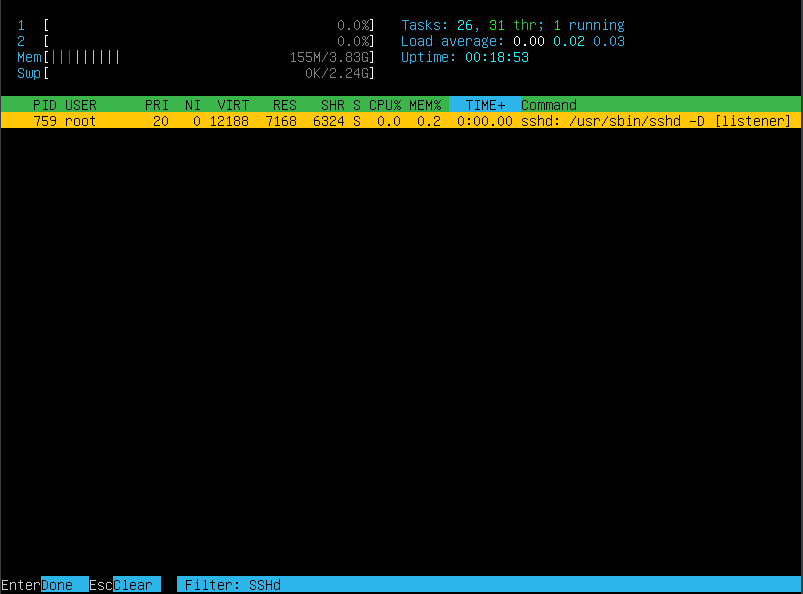 1 [ 0.0%] Tasks: 26, 31 thr; 1 running
2 [ 0.0%] Load average: 0.00 0.02 0.03
Mem[||||||||| 155M/3.83G] Uptime: 00:18:53
Swp[ 0K/2.24G]
PID USER PRI NI VIRT RES SHR S CPU% MEM% TIME+ Command
759 root 20 0 12188 7168 6324 S 0.0 0.2 0:00.00 sshd: /usr/sbin/sshd -D [listener]
EnterDone EscClear Filter: SSHd